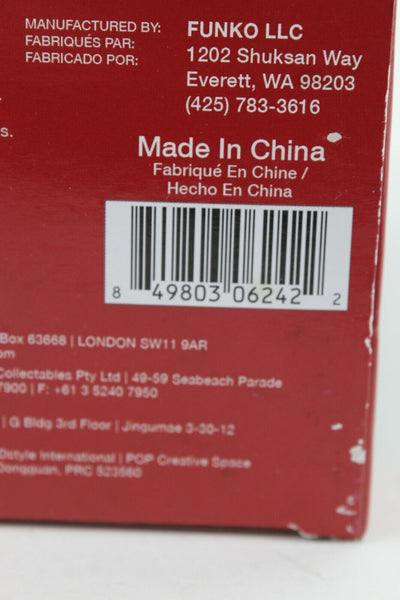 MANUFACTURED BY: FUNKO LLC
FABRIQUÉS PAR: 1202 Shuksan Way
FABRICADO POR: Everett, WA 98203
(425) 783-3616
s.
Made In China
Fabriqué En Chine /
Hecho En China
8 49803 06242 2
Box 63668 | LONDON SW11 9AR
om
Collectables Pty Ltd | 49-59 Seabeach Parade
7900 | F: +61 3 5240 7950
| G Bldg 3rd Floor | Jingumae 3-30-12
Distyle International | POP Creative Space
Dongguan, PRC 523560